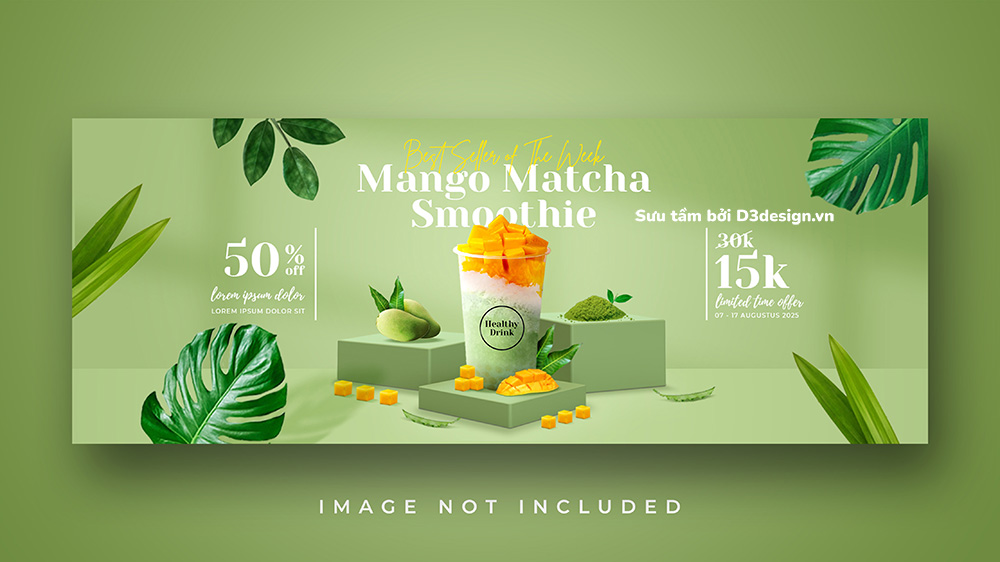 Best Seller of The Week
Mango Matcha
Smoothie
Sưu tầm bởi D3design.vn
50%
off
lorem ipsum dolor
LOREM IPSUM DOLOR SIT
30k
15k
limited time offer
07 - 17 AUGUSTUS 2025
Healthy
Drink
IMAGE NOT INCLUDED